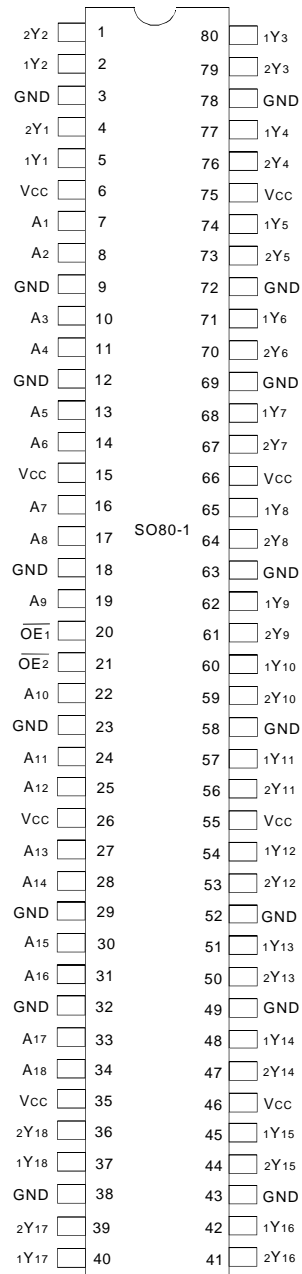 2Y2 1 80 1Y3
1Y2 2 79 2Y3
GND 3 78 GND
2Y1 4 77 1Y4
1Y1 5 76 2Y4
VCC 6 75 VCC
A1 7 74 1Y5
A2 8 73 2Y5
GND 9 72 GND
A3 10 71 1Y6
A4 11 70 2Y6
GND 12 69 GND
A5 13 68 1Y7
A6 14 67 2Y7
VCC 15 66 VCC
A7 16 65 1Y8
A8 17 SO80-1 64 2Y8
GND 18 63 GND
A9 19 62 1Y9
OE1 20 61 2Y9
OE2 21 60 1Y10
A10 22 59 2Y10
GND 23 58 GND
A11 24 57 1Y11
A12 25 56 2Y11
VCC 26 55 VCC
A13 27 54 1Y12
A14 28 53 2Y12
GND 29 52 GND
A15 30 51 1Y13
A16 31 50 2Y13
GND 32 49 GND
A17 33 48 1Y14
A18 34 47 2Y14
VCC 35 46 VCC
2Y18 36 45 1Y15
1Y18 37 44 2Y15
GND 38 43 GND
2Y17 39 42 1Y16
1Y17 40 41 2Y16